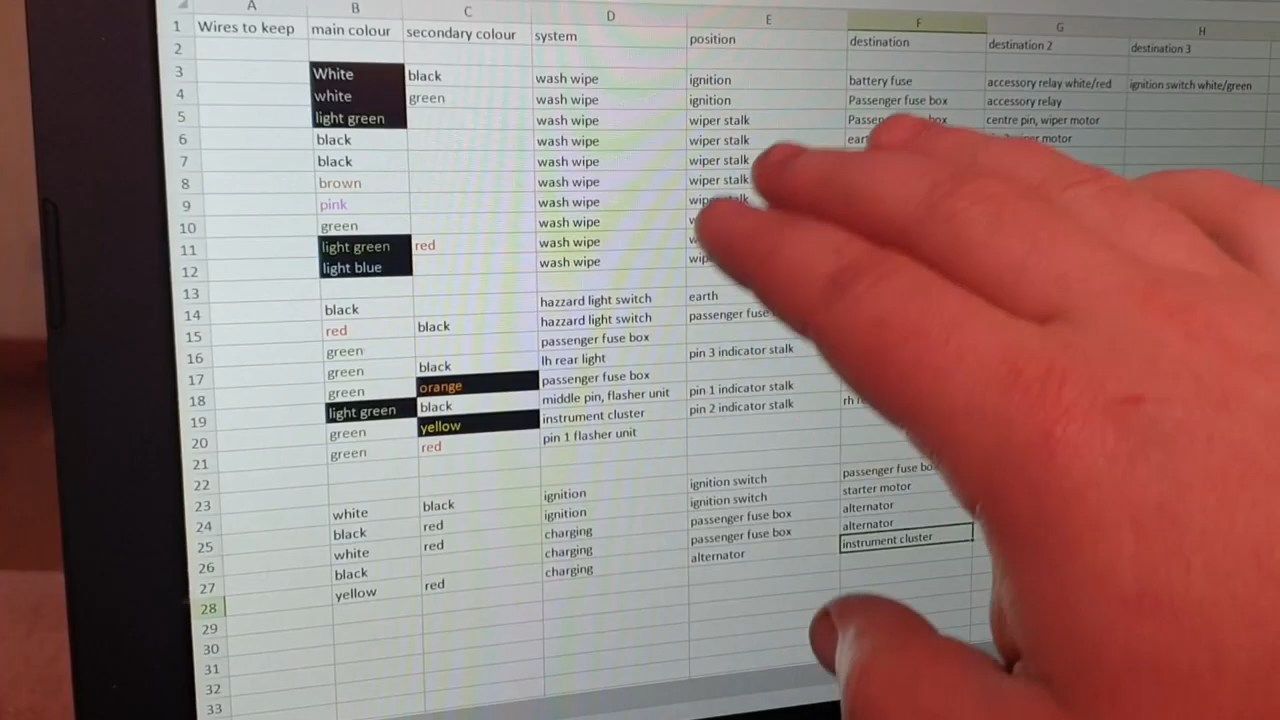 A B C D E F G H
1 Wires to keep main colour secondary colour system position destination destination 2 destination 3
2
3 White black wash wipe ignition battery fuse accessory relay white/red ignition switch white/green
4 white green wash wipe ignition Passenger fuse box accessory relay
5 light green wash wipe wiper stalk box centre pin, wiper motor
6 black wash wipe wiper stalk motor
7 black wash wipe wiper stalk
8 brown wash wipe wiper stalk
9 pink wash wipe wiper stalk
10 green wash wipe
11 light green red wash wipe
12 light blue wash wipe
13
14 black hazzard light switch earth
15 red black hazzard light switch passenger fuse
16 green passenger fuse box
17 green black lh rear light pin 3 indicator stalk
18 green orange passenger fuse box
19 light green black middle pin, flasher unit pin 1 indicator stalk
20 green yellow instrument cluster pin 2 indicator stalk rh
21 green red pin 1 flasher unit
22
23
24 white black ignition ignition switch passenger fuse
25 black red ignition ignition switch starter motor
26 white red charging passenger fuse box alternator
27 black charging passenger fuse box alternator
28 yellow red charging alternator instrument cluster
29
30
31
32
33